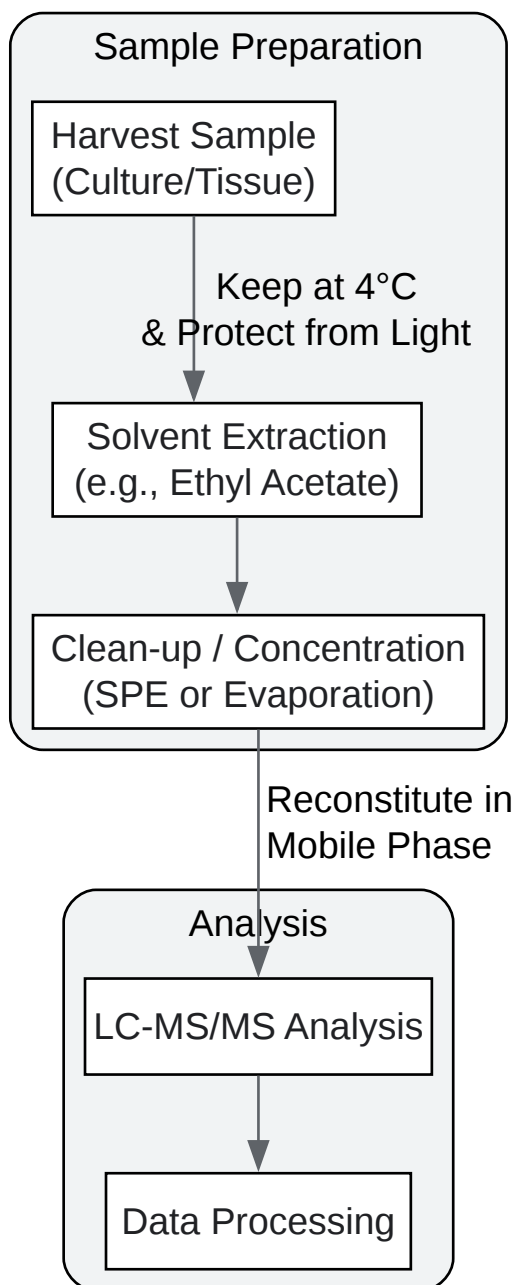 Sample Preparation
Harvest Sample
(Culture/Tissue)
Keep at 4°C
& Protect from Light
Solvent Extraction
(e.g., Ethyl Acetate)
Clean-up / Concentration
(SPE or Evaporation)
Reconstitute in
Mobile Phase
Analysis
LC-MS/MS Analysis
Data Processing